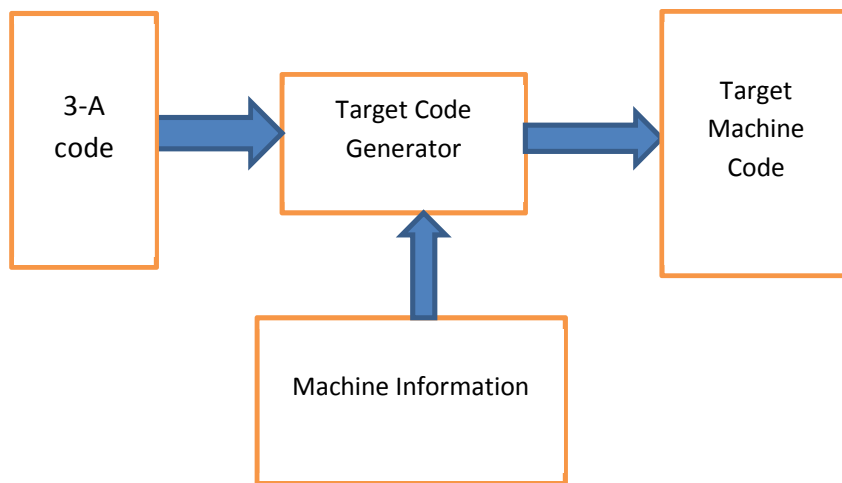 3-A
code
Target Code
Generator
Target
Machine
Code
Machine Information